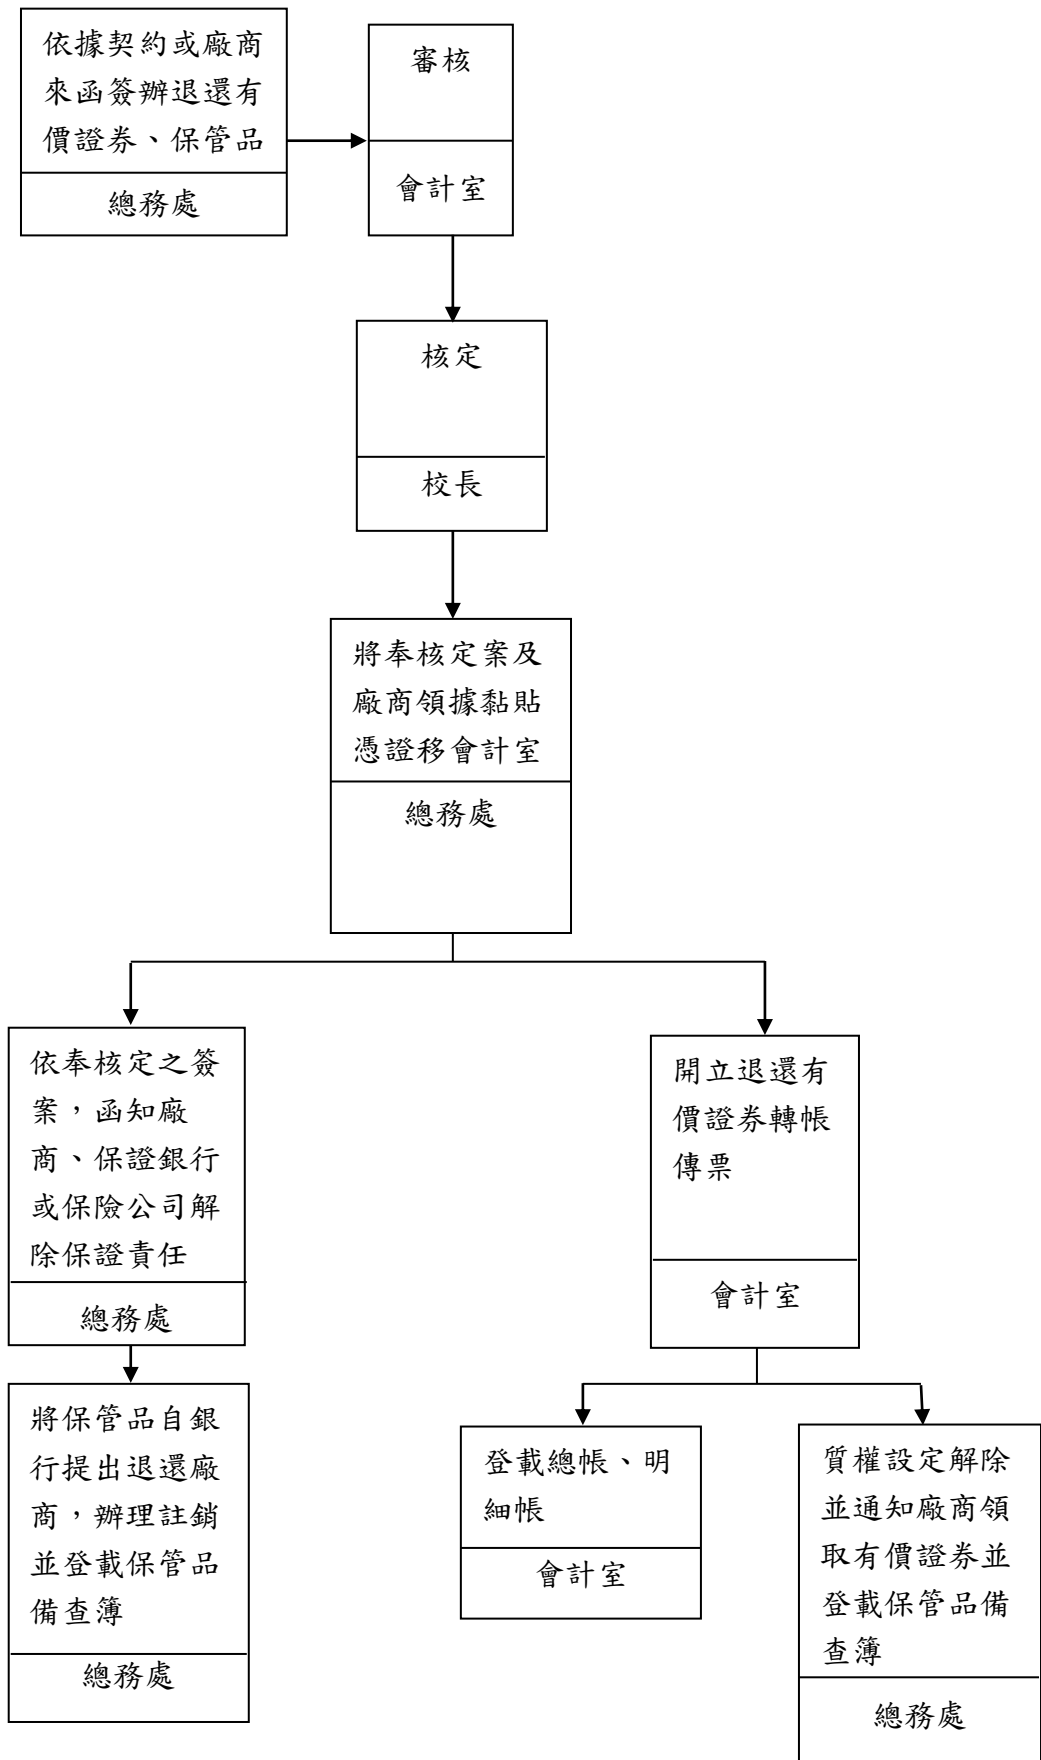 依據契約或廠商
來函簽辦退還有
價證券、保管品
總務處
審核
會計室
核定
校長
將奉核定案及
廠商領據黏貼
憑證移會計室
總務處
依奉核定之簽
案，函知廠
商、保證銀行
或保險公司解
除保證責任
總務處
將保管品自銀
行提出退還廠
商，辦理註銷
並登載保管品
備查簿
總務處
開立退還有
價證券轉帳
傳票
會計室
登載總帳、明
細帳
會計室
質權設定解除
並通知廠商領
取有價證券並
登載保管品備
查簿
總務處